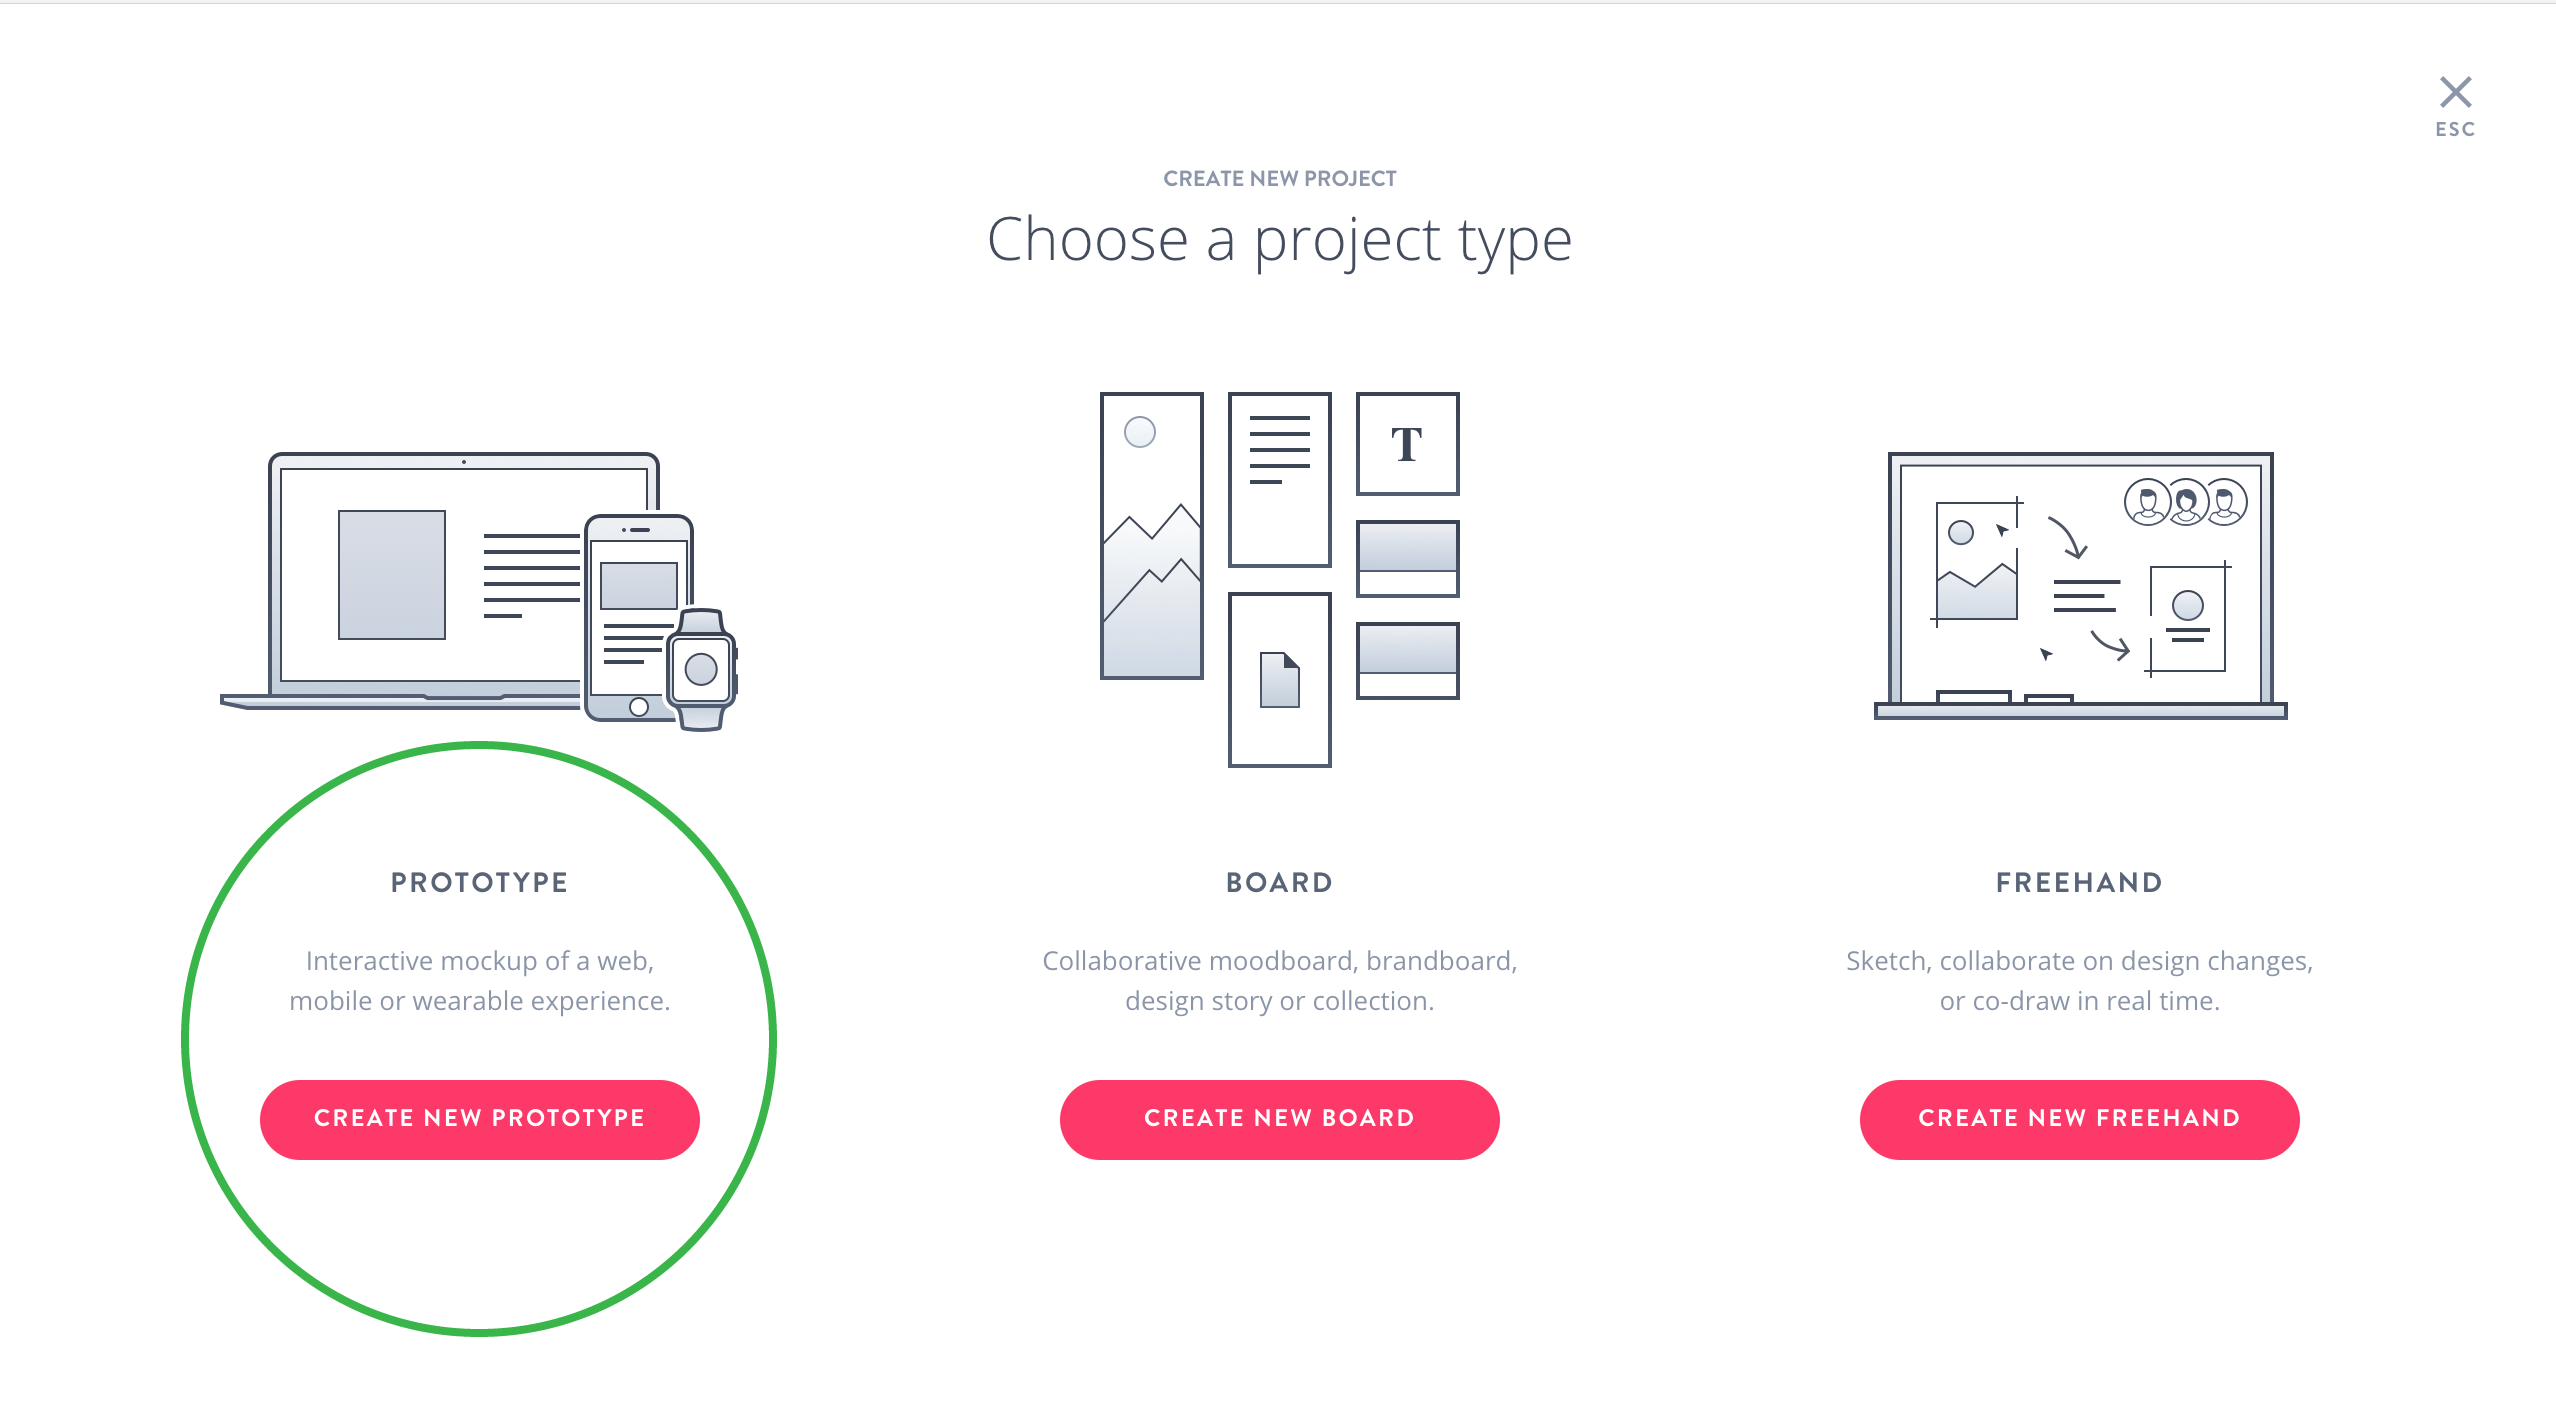 ESC
CREATE NEW PROJECT
Choose a project type
T
PROTOTYPE
Interactive mockup of a web,
mobile or wearable experience.
CREATE NEW PROTOTYPE
BOARD
Collaborative moodboard, brandboard,
design story or collection.
CREATE NEW BOARD
FREEHAND
Sketch, collaborate on design changes,
or co-draw in real time.
CREATE NEW FREEHAND